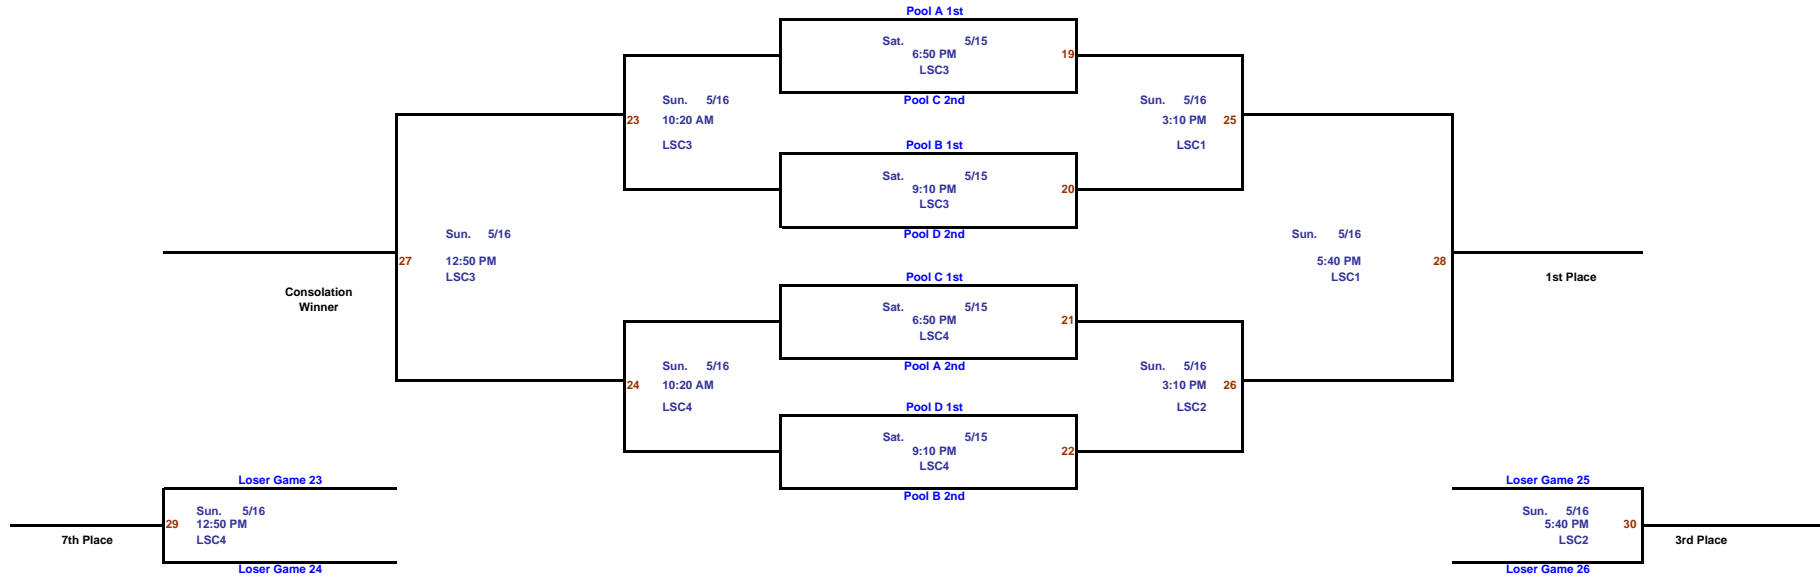 Pool A 1st
Sat. 5/15
6:50 PM 19
LSC3
Pool C 2nd
Sun. 5/16
23 10:20 AM
LSC3
Sun. 5/16
3:10 PM 25
LSC1
Pool B 1st
Sat. 5/15
9:10 PM 20
LSC3
Pool D 2nd
Sun. 5/16
27 12:50 PM
LSC3
Consolation
Winner
Sun. 5/16
5:40 PM 28
LSC1
1st Place
Pool C 1st
Sat. 5/15
6:50 PM 21
LSC4
Pool A 2nd
Sun. 5/16
24 10:20 AM
LSC4
Sun. 5/16
3:10 PM 26
LSC2
Pool D 1st
Sat. 5/15
9:10 PM 22
LSC4
Pool B 2nd
Loser Game 23
Sun. 5/16
29 12:50 PM
LSC4
7th Place
Loser Game 24
Loser Game 25
Sun. 5/16
5:40 PM 30
LSC2
3rd Place
Loser Game 26